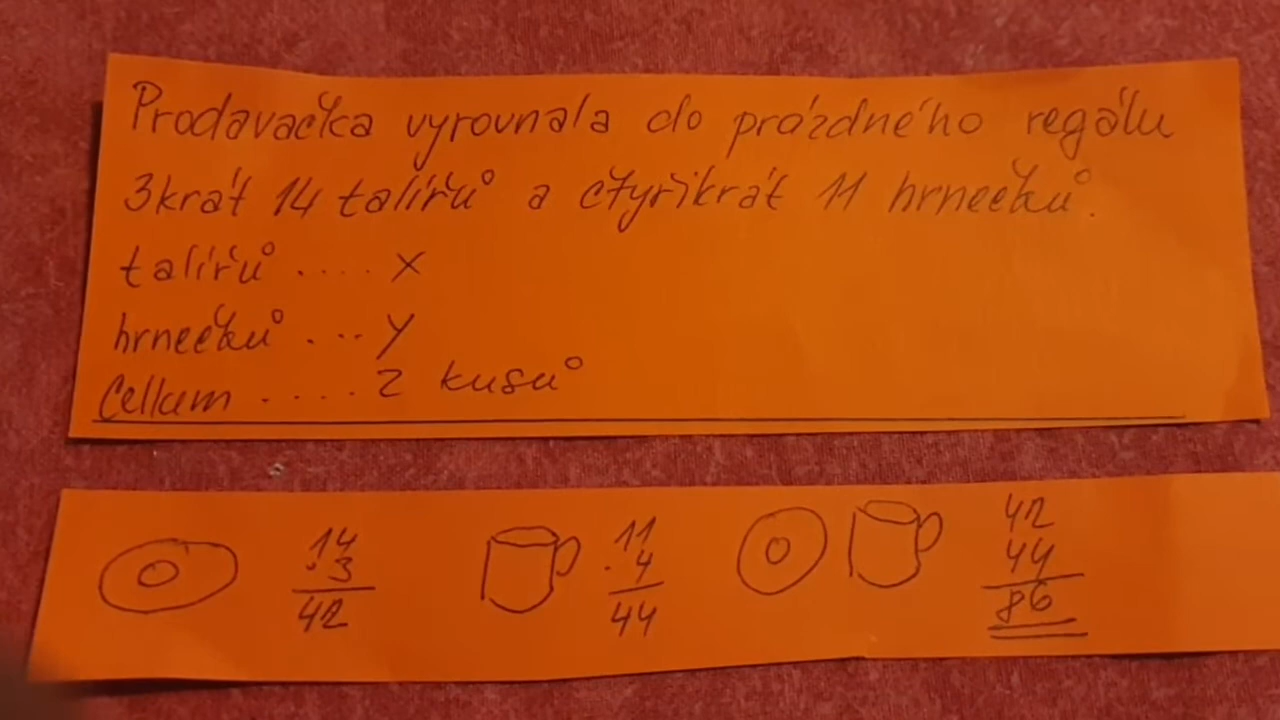 Prodavačka vyrovnala do prázdného regálu
3krát 14 talířů a čtyřikrát 11 hrnečků.
talířů .... x
hrnečků ... y
Cellum .... z kusů
14
. 3
42
11
. 4
44
42
44
86